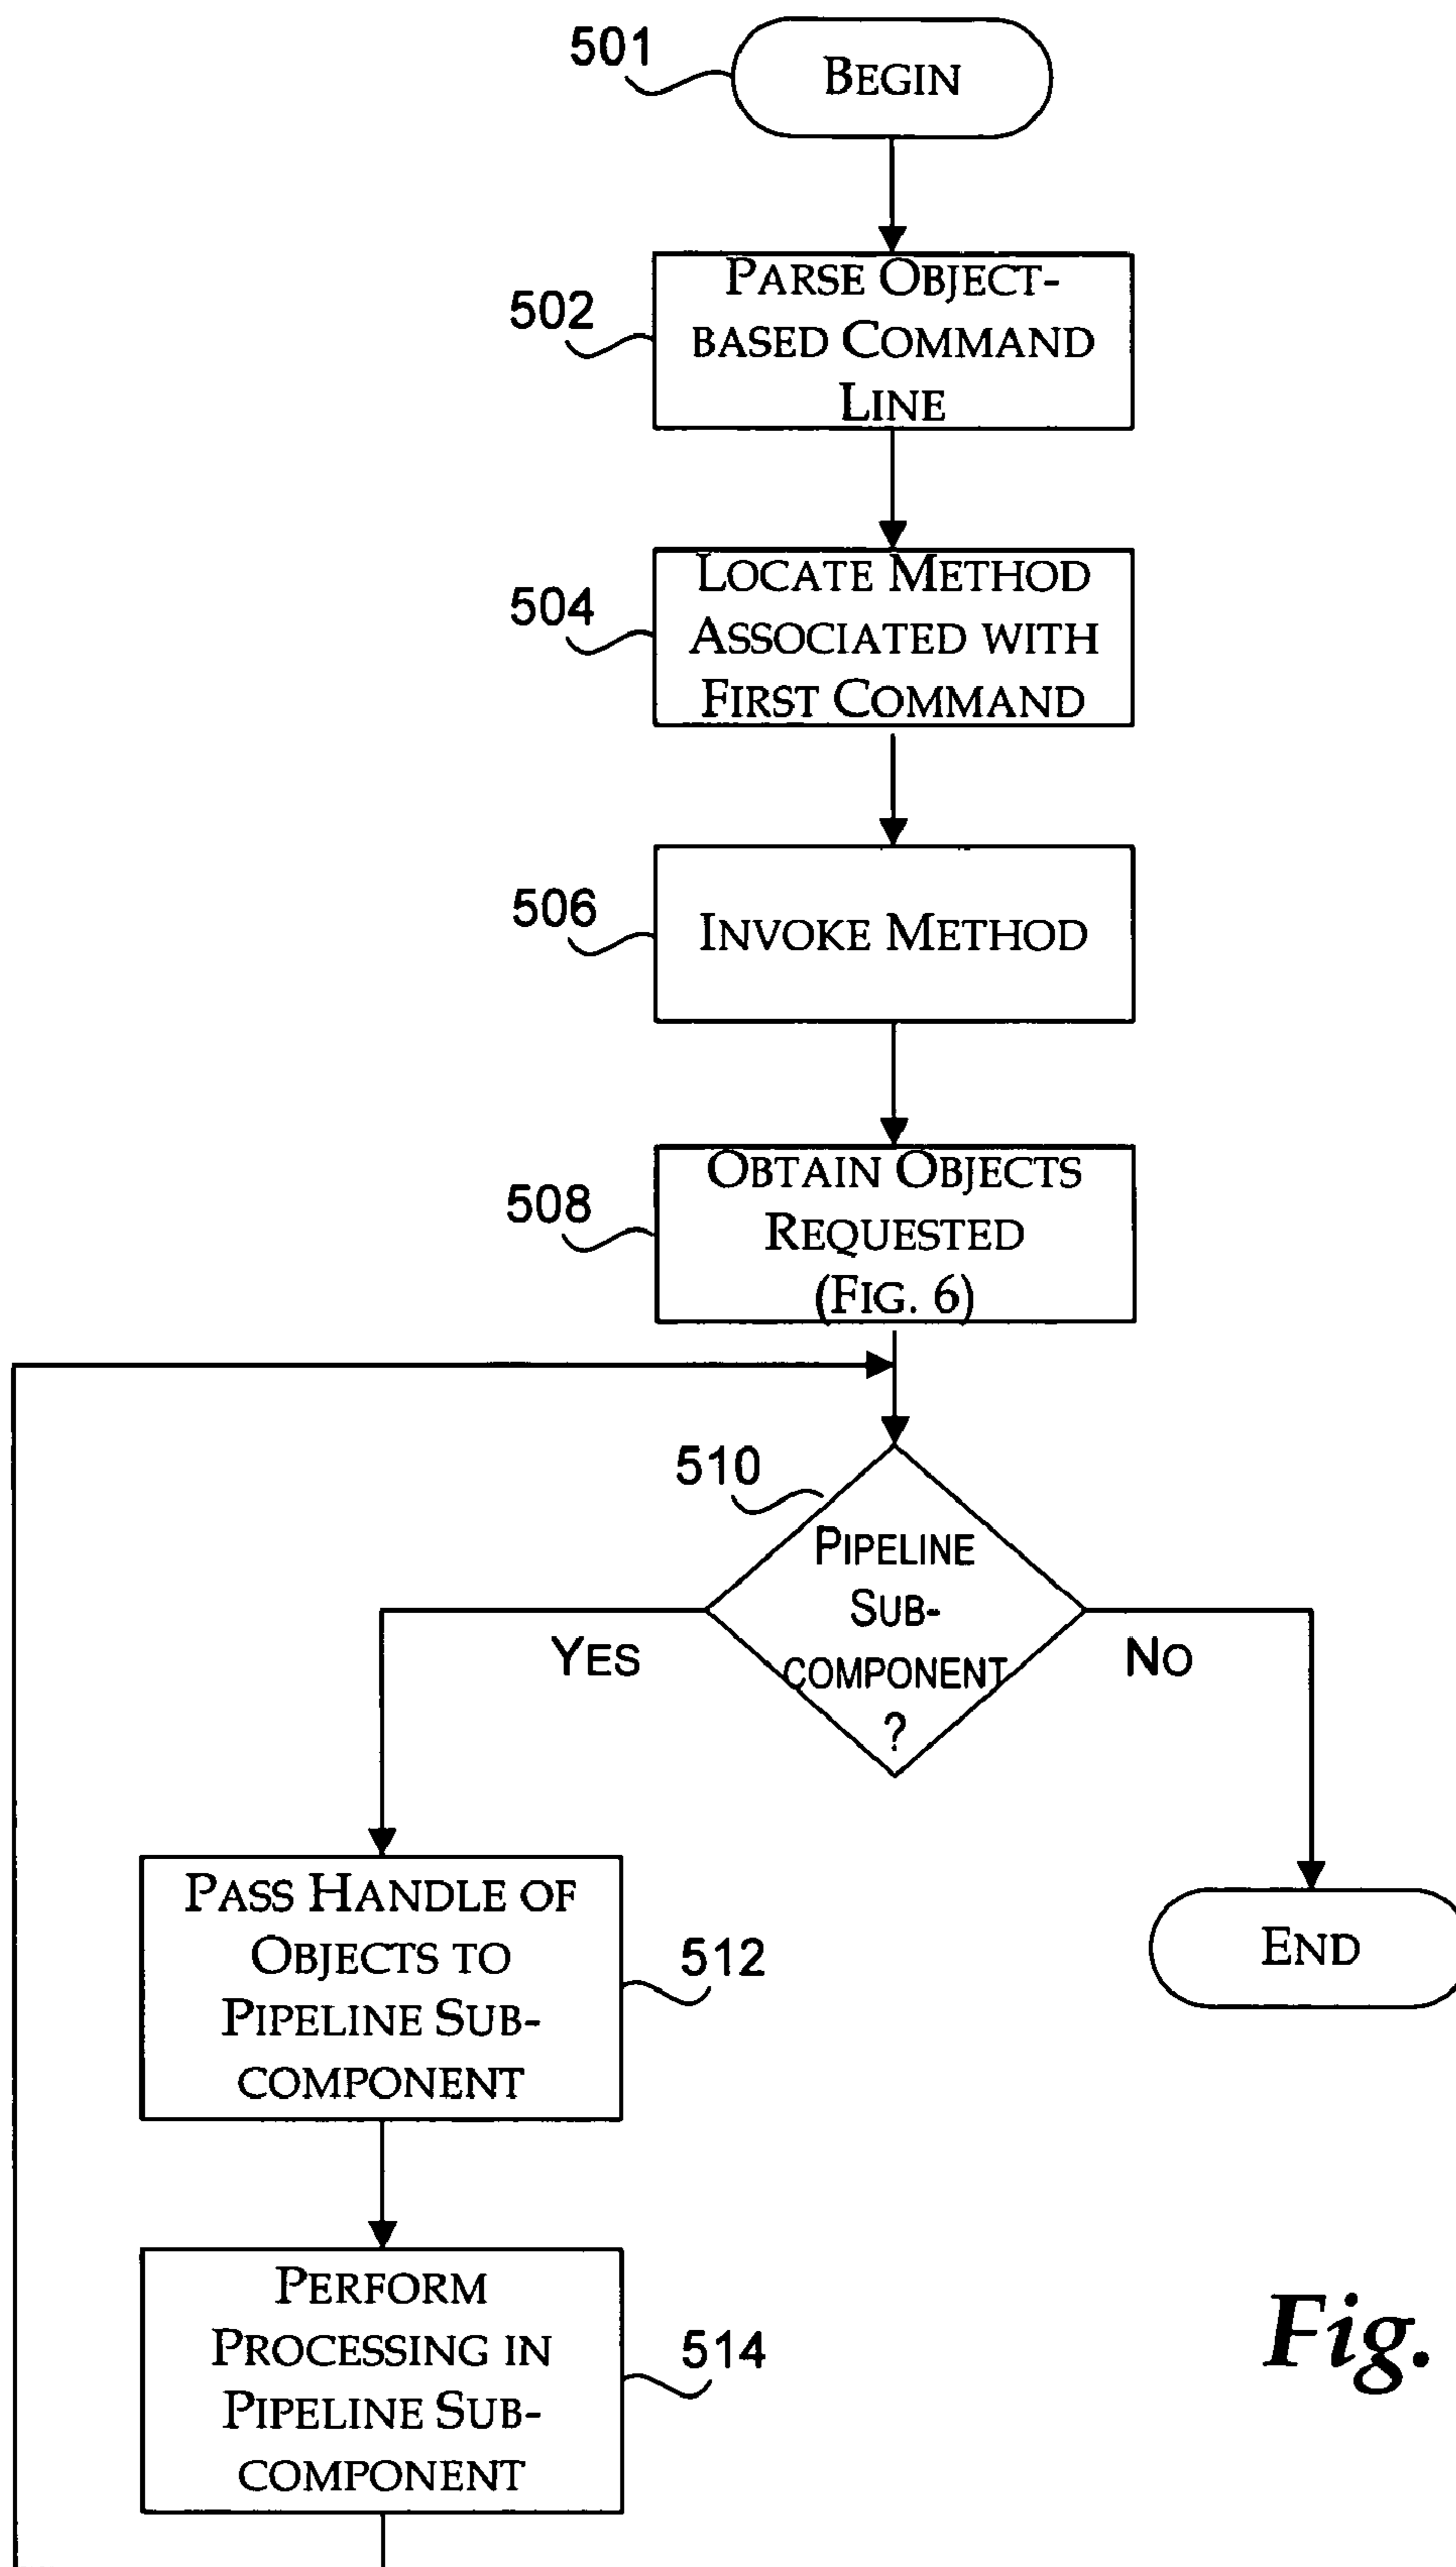 501
BEGIN
502
PARSE OBJECT-
BASED COMMAND
LINE
504
LOCATE METHOD
ASSOCIATED WITH
FIRST COMMAND
506
INVOKE METHOD
508
OBTAIN OBJECTS
REQUESTED
(FIG. 6)
510
PIPELINE
SUB-
COMPONENT
?
YES
NO
PASS HANDLE OF
OBJECTS TO
PIPELINE SUB-
COMPONENT
512
END
PERFORM
PROCESSING IN
PIPELINE SUB-
COMPONENT
514
Fig.